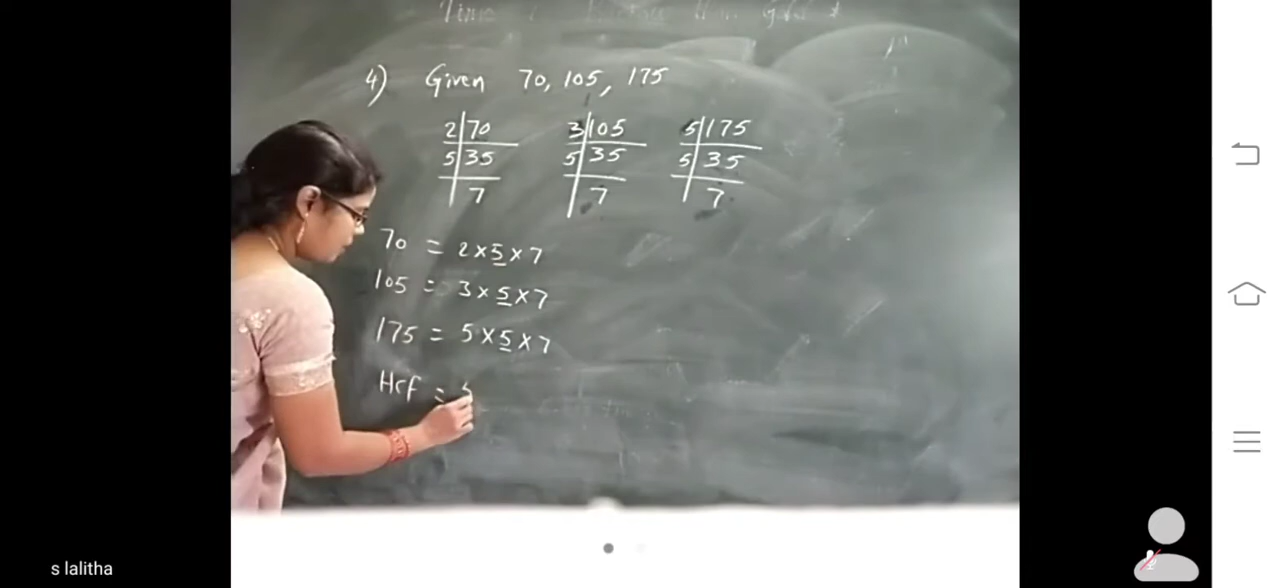 4) Given 70, 105, 175
2 70 3 105 5 175
5 35 5 35 5 35
7 7 7
70 = 2 × 5 × 7
105 = 3 × 5 × 7
175 = 5 × 5 × 7
Hcf =
s lalitha